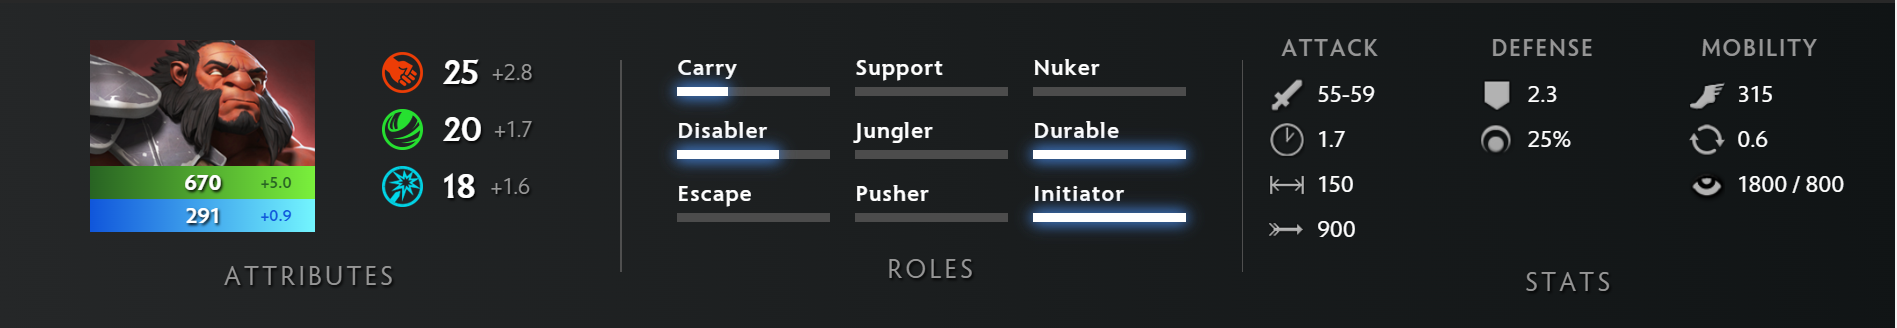 670 +5.0
291 +0.9
25 +2.8
20 +1.7
18 +1.6
ATTRIBUTES
Carry Support Nuker
Disabler Jungler Durable
Escape Pusher Initiator
ROLES
ATTACK DEFENSE MOBILITY
55-59 2.3 315
1.7 25% 0.6
150 1800 / 800
900
STATS